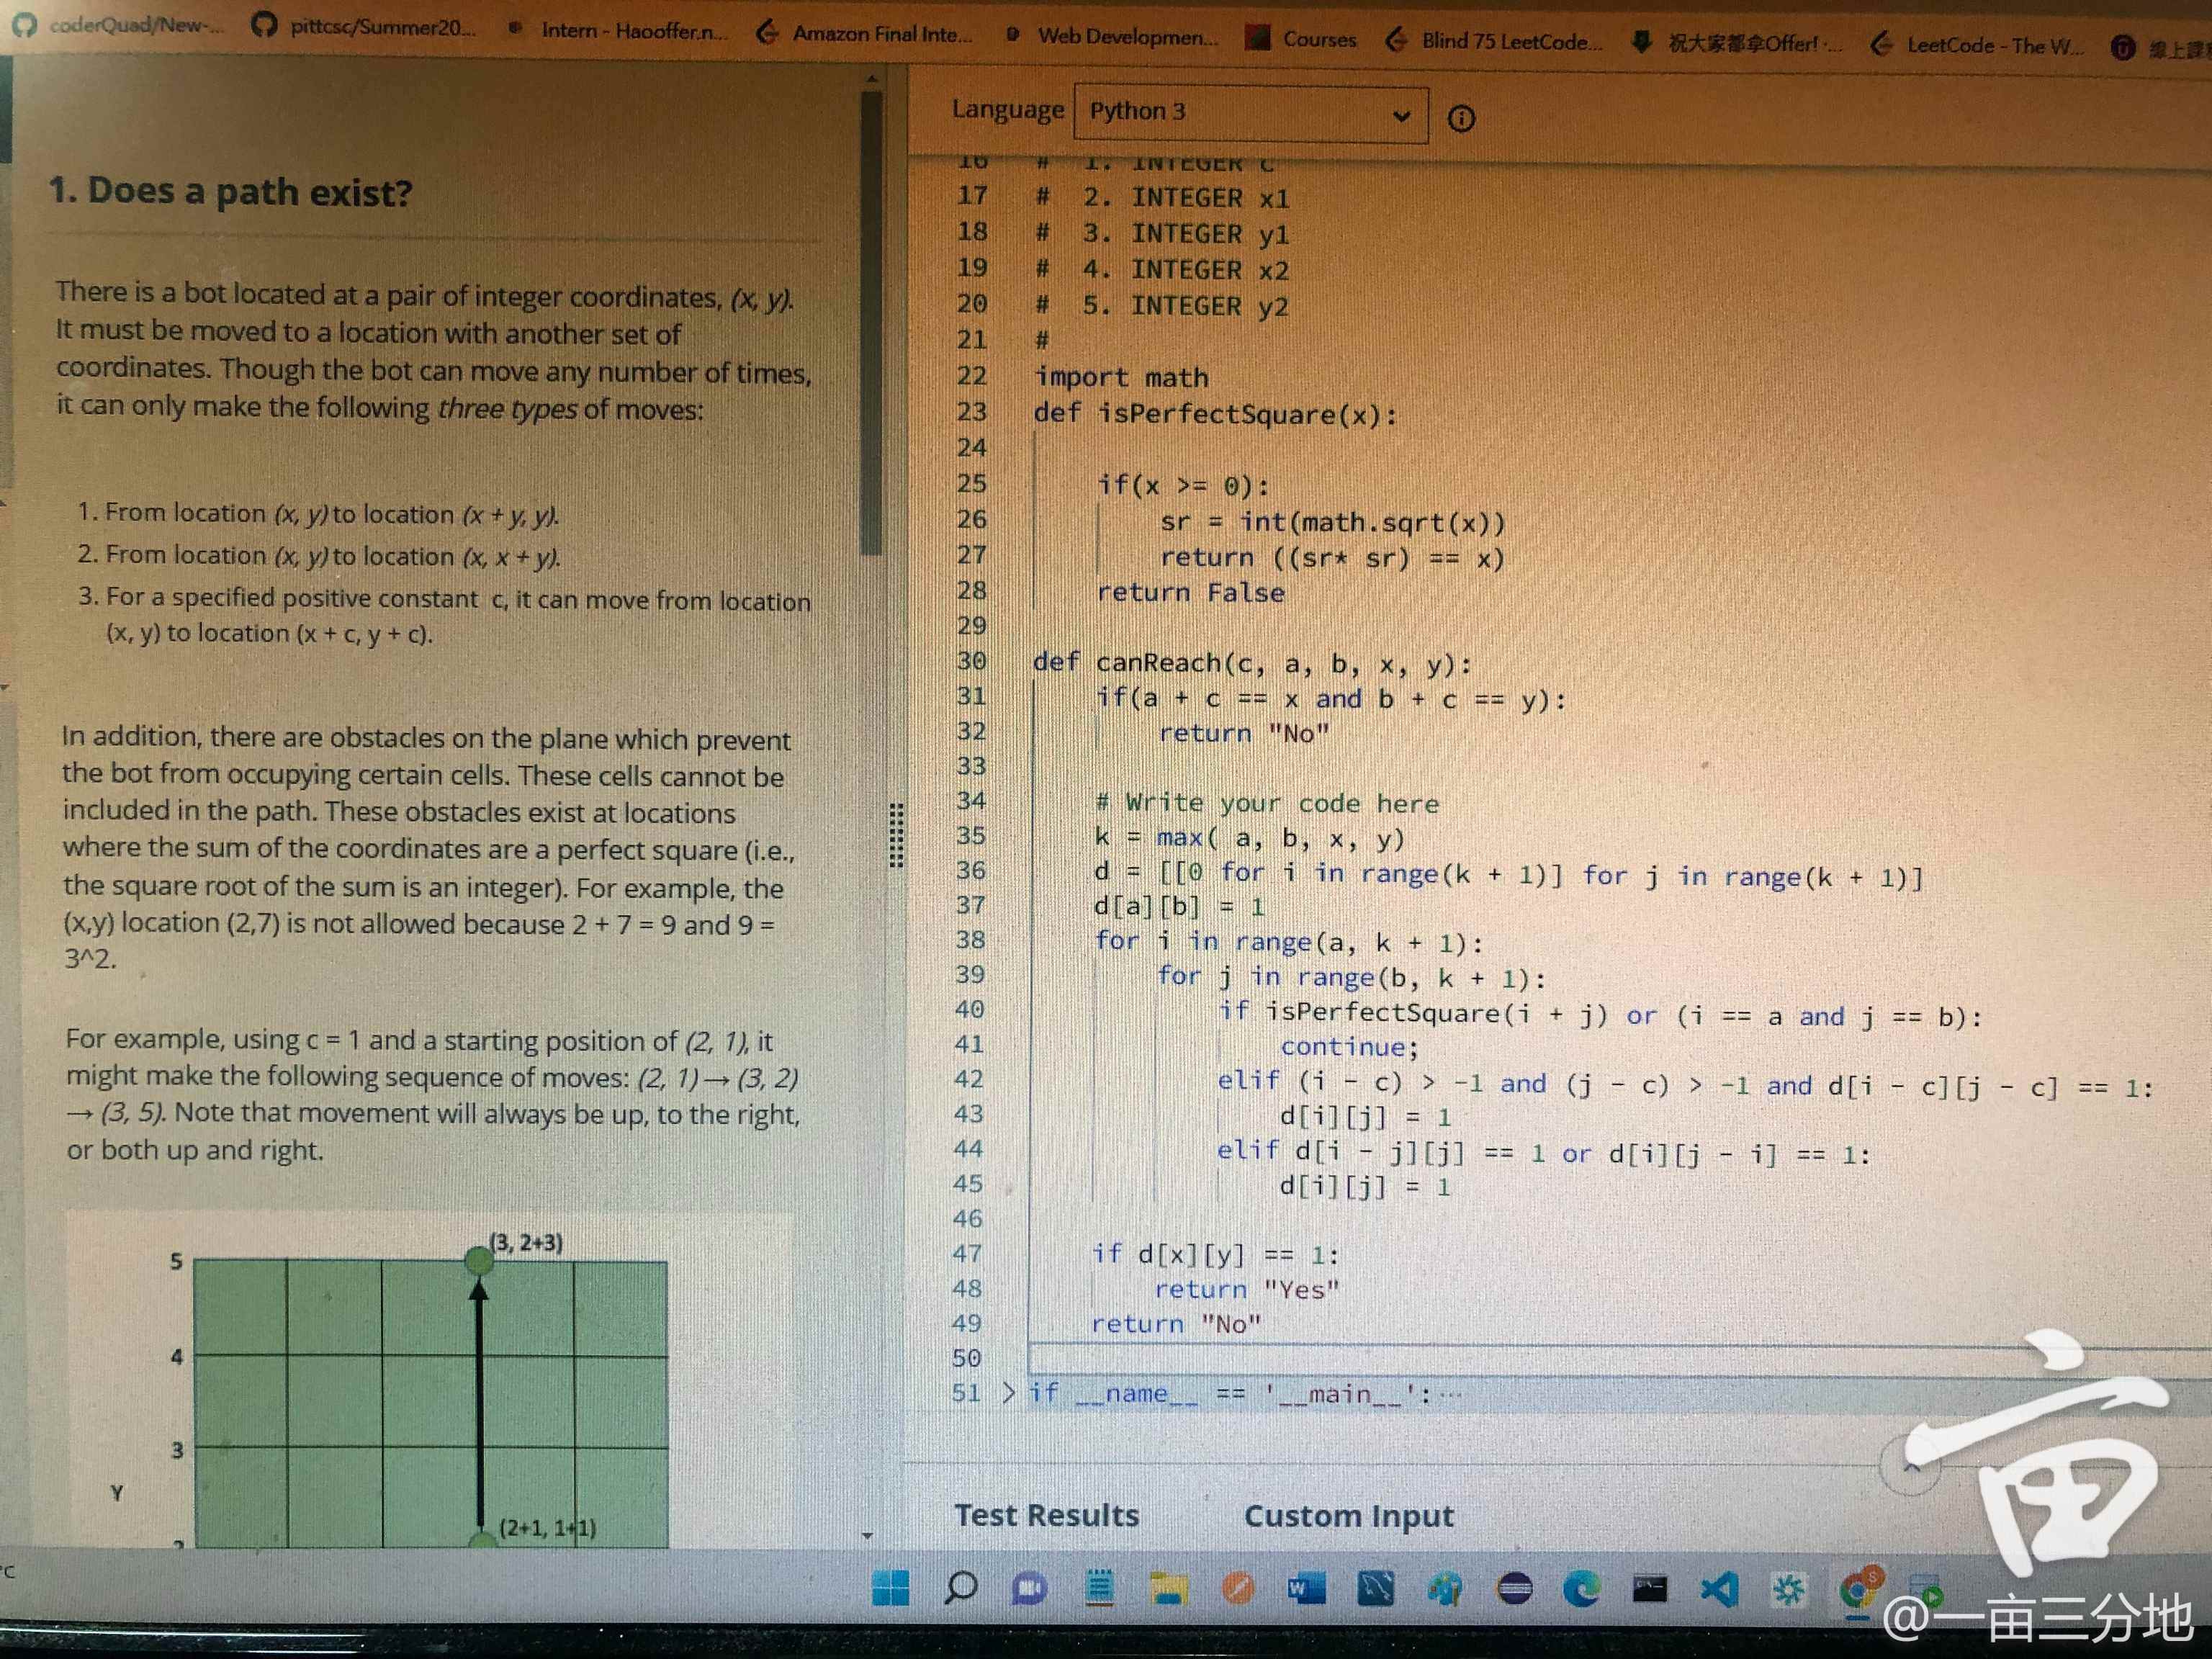 coderQuad/New-...
pittcsc/Summer20...
Intern - Haooffer.n...
Amazon Final Inte...
Web Developmen...
Courses
Blind 75 LeetCode...
祝大家都拿Offer! ·...
LeetCode - The W...
線上課
1. Does a path exist?
There is a bot located at a pair of integer coordinates, (x, y).
It must be moved to a location with another set of
coordinates. Though the bot can move any number of times,
it can only make the following three types of moves:
1. From location (x, y) to location (x + y, y).
2. From location (x, y) to location (x, x + y).
3. For a specified positive constant c, it can move from location
(x, y) to location (x + c, y + c).
In addition, there are obstacles on the plane which prevent
the bot from occupying certain cells. These cells cannot be
included in the path. These obstacles exist at locations
where the sum of the coordinates are a perfect square (i.e.,
the square root of the sum is an integer). For example, the
(x,y) location (2,7) is not allowed because 2 + 7 = 9 and 9 =
3^2.
For example, using c = 1 and a starting position of (2, 1), it
might make the following sequence of moves: (2, 1) → (3, 2)
→ (3, 5). Note that movement will always be up, to the right,
or both up and right.
(3, 2+3)
5
4
3
Y
(2+1, 1+1)
2
°C
Language Python 3
16 # 1. INTEGER c
17 # 2. INTEGER x1
18 # 3. INTEGER y1
19 # 4. INTEGER x2
20 # 5. INTEGER y2
21 #
22 import math
23 def isPerfectSquare(x):
24
25 if(x >= 0):
26 sr = int(math.sqrt(x))
27 return ((sr* sr) == x)
28 return False
29
30 def canReach(c, a, b, x, y):
31 if(a + c == x and b + c == y):
32 return "No"
33
34 # Write your code here
35 k = max( a, b, x, y)
36 d = [[0 for i in range(k + 1)] for j in range(k + 1)]
37 d[a][b] = 1
38 for i in range(a, k + 1):
39 for j in range(b, k + 1):
40 if isPerfectSquare(i + j) or (i == a and j == b):
41 continue;
42 elif (i - c) > -1 and (j - c) > -1 and d[i - c][j - c] == 1:
43 d[i][j] = 1
44 elif d[i - j][j] == 1 or d[i][j - i] == 1:
45 d[i][j] = 1
46
47 if d[x][y] == 1:
48 return "Yes"
49 return "No"
50
51 > if __name__ == '__main__':···
Test Results Custom Input
亩
@一亩三分地